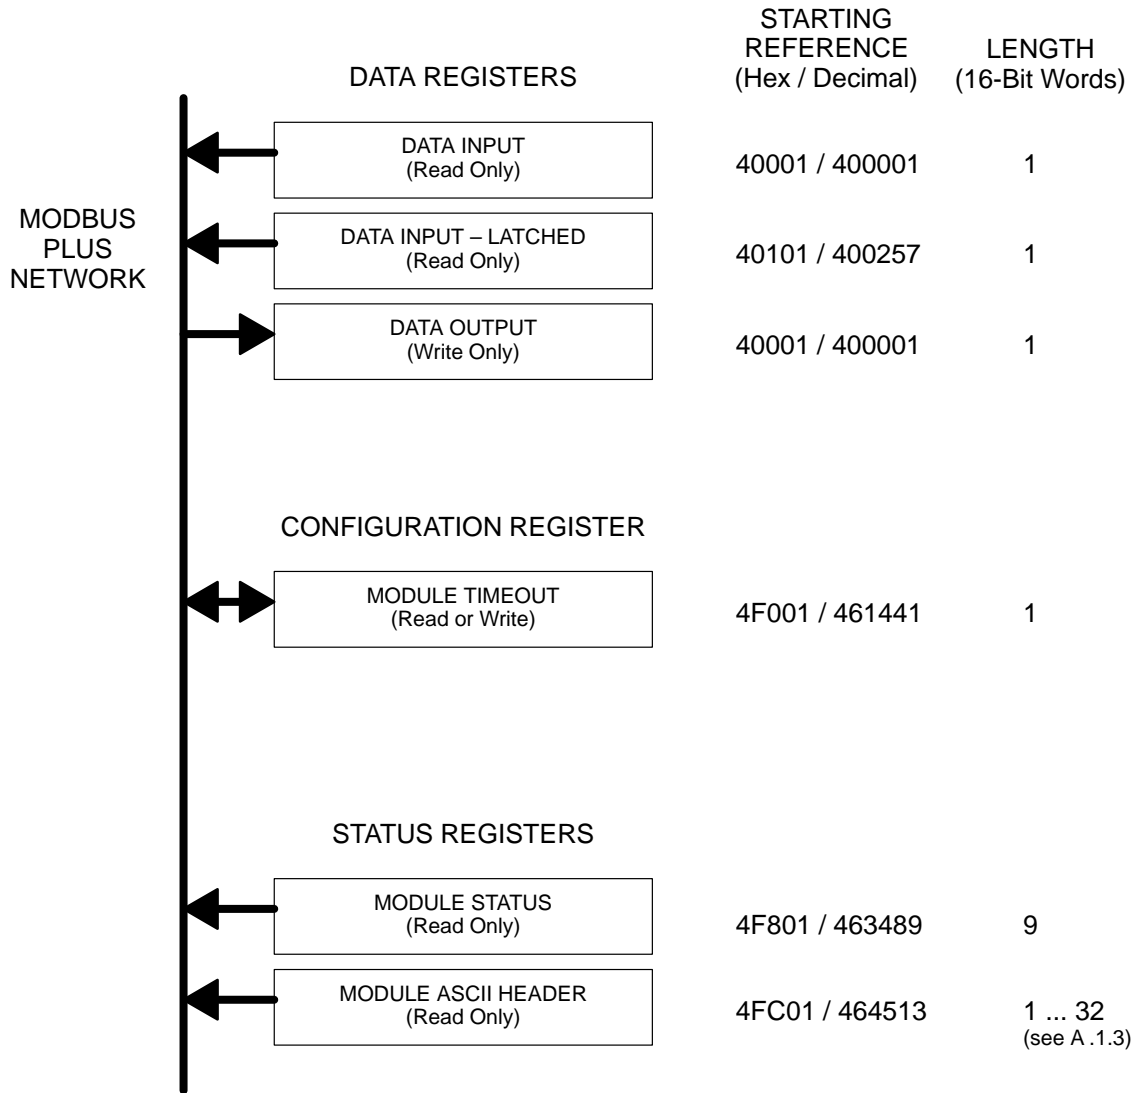 STARTING
REFERENCE
(Hex / Decimal)
LENGTH
(16-Bit Words)
DATA REGISTERS
MODBUS
PLUS
NETWORK
DATA INPUT
(Read Only)
40001 / 400001
1
DATA INPUT – LATCHED
(Read Only)
40101 / 400257
1
DATA OUTPUT
(Write Only)
40001 / 400001
1
CONFIGURATION REGISTER
MODULE TIMEOUT
(Read or Write)
4F001 / 461441
1
STATUS REGISTERS
MODULE STATUS
(Read Only)
4F801 / 463489
9
MODULE ASCII HEADER
(Read Only)
4FC01 / 464513
1 ... 32
(see A .1.3)